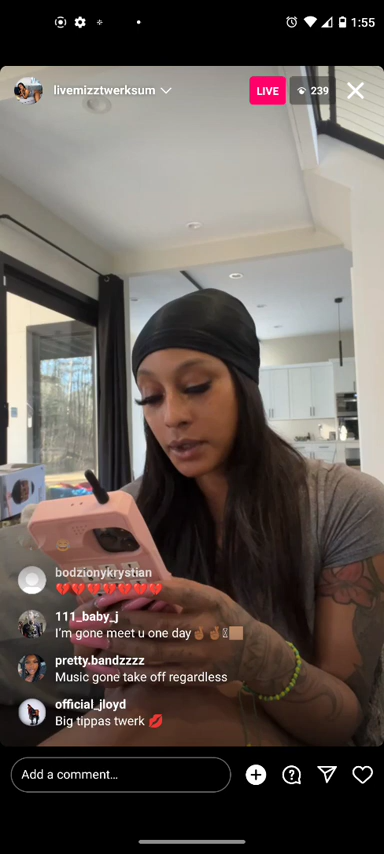 1:55
livemizztwerksum
LIVE
239
bodzionykrystian
💔💔💔💔💔💔💔
111_baby_j
I'm gone meet u one day
pretty.bandzzzz
Music gone take off regardless
official_jloyd
Big tippas twerk 💋
Add a comment...